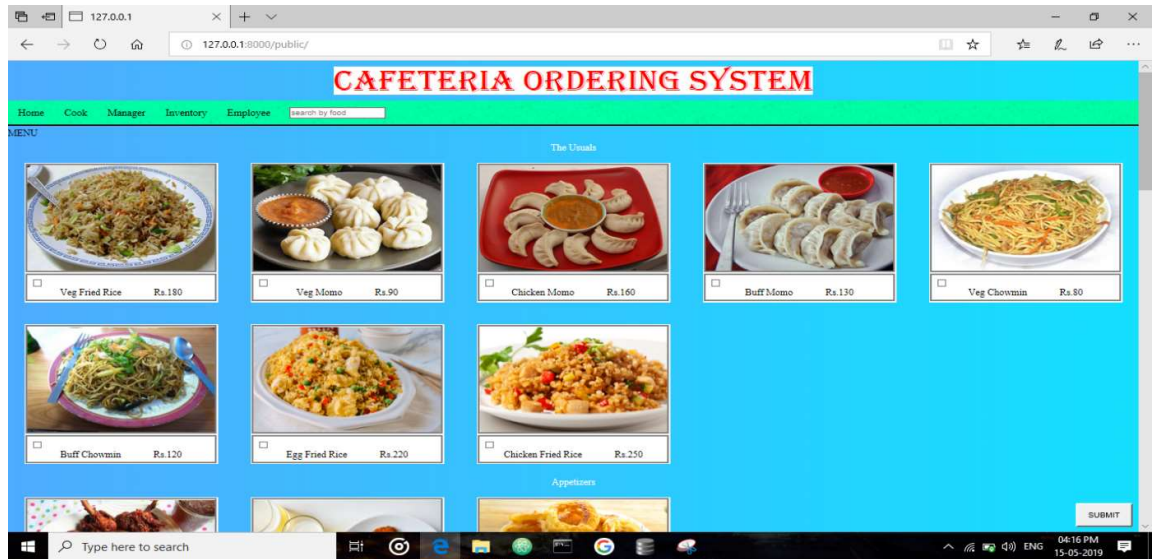 127.0.0.1
127.0.0.1:8000/public/
CAFETERIA ORDERING SYSTEM
Home Cook Manager Inventory Employee search by food
MENU
The Usuals
Veg Fried Rice Rs.180
Veg Momo Rs.90
Chicken Momo Rs.160
Buff Momo Rs.130
Veg Chowmin Rs.80
Buff Chowmin Rs.120
Egg Fried Rice Rs.220
Chicken Fried Rice Rs.250
Appetizers
SUBMIT
Type here to search
ENG
04:16 PM
15-05-2019